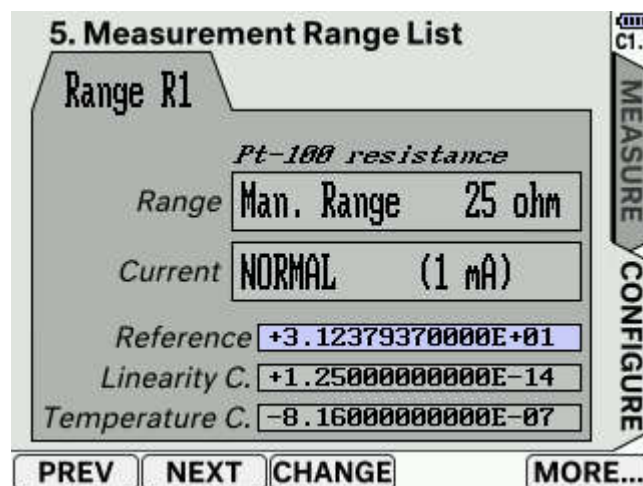 5. Measurement Range List
C1.
Range R1
Pt-100 resistance
Range Man. Range 25 ohm
Current NORMAL (1 mA)
Reference +3.12379370000E+01
Linearity C. +1.25000000000E-14
Temperature C. -8.16000000000E-07
MEASURE
CONFIGURE
PREV NEXT CHANGE MORE...